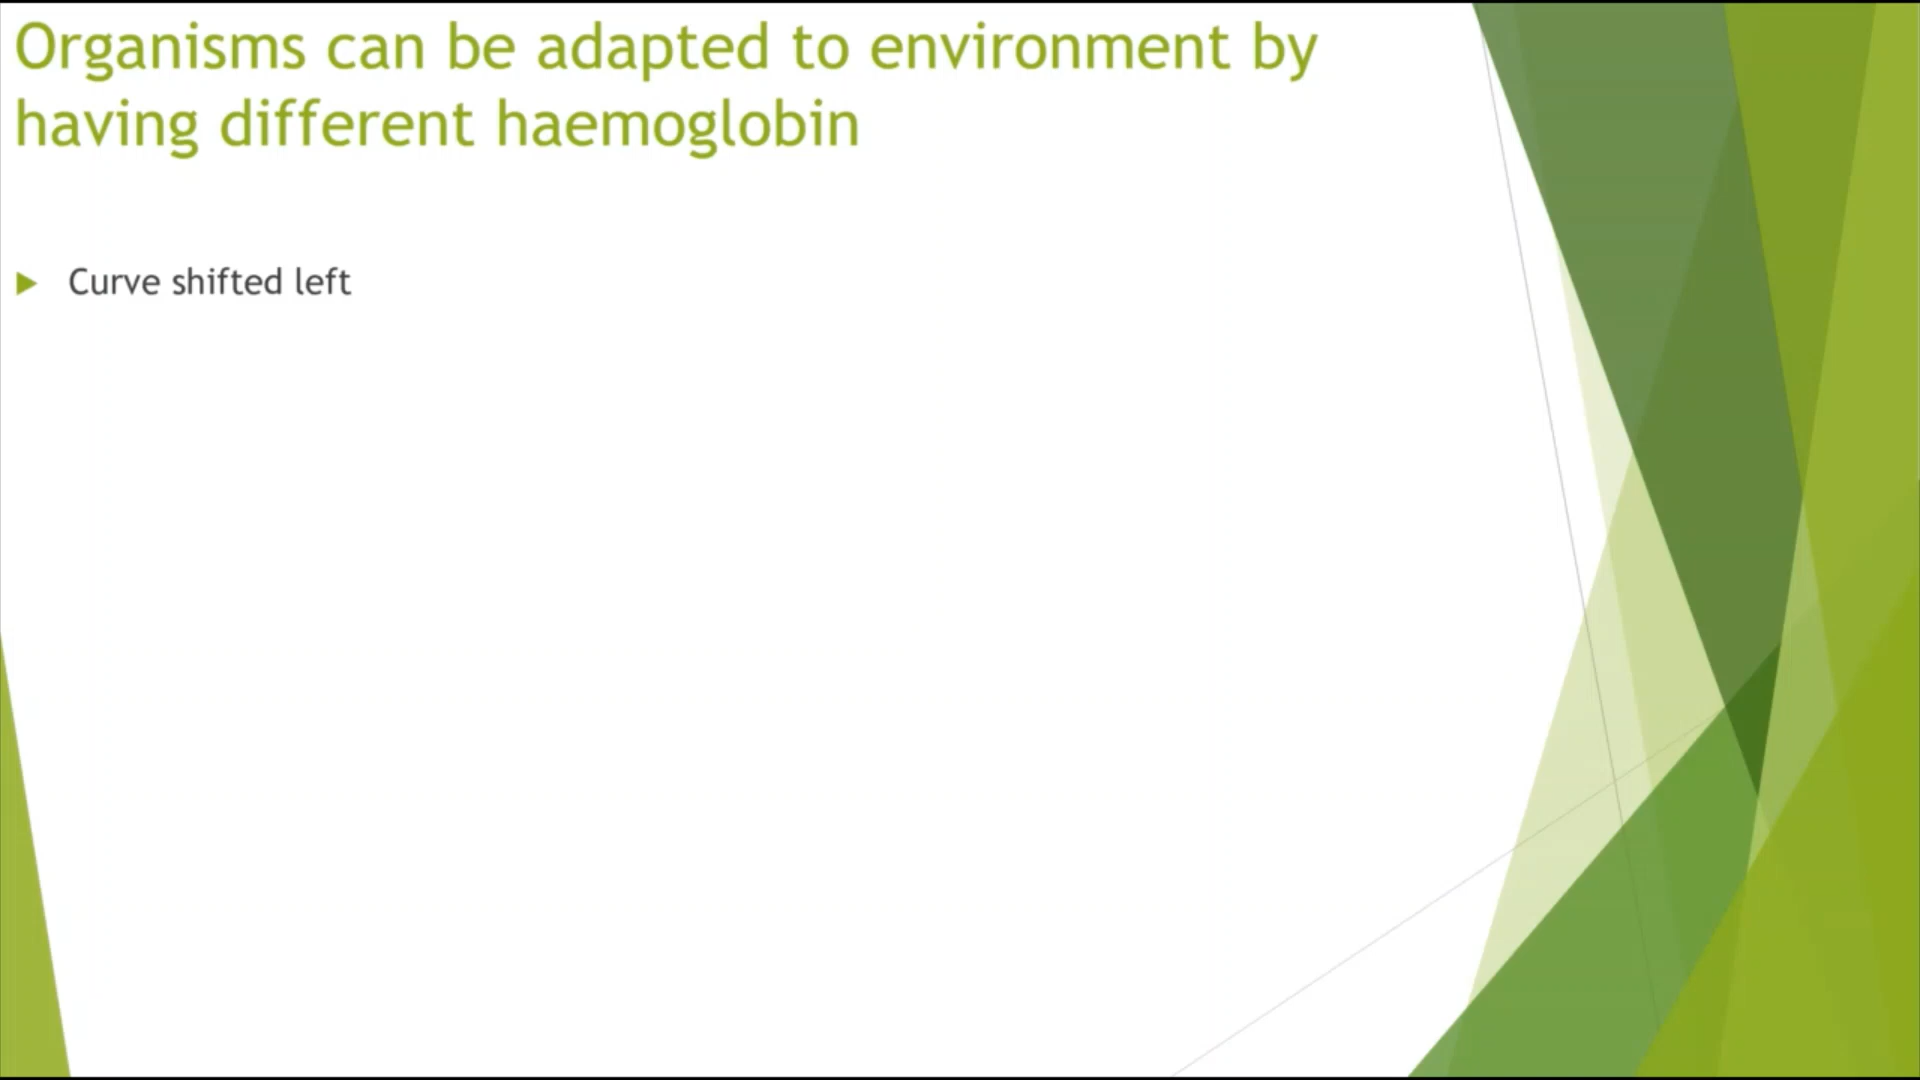 Organisms can be adapted to environment by
having different haemoglobin
Curve shifted left